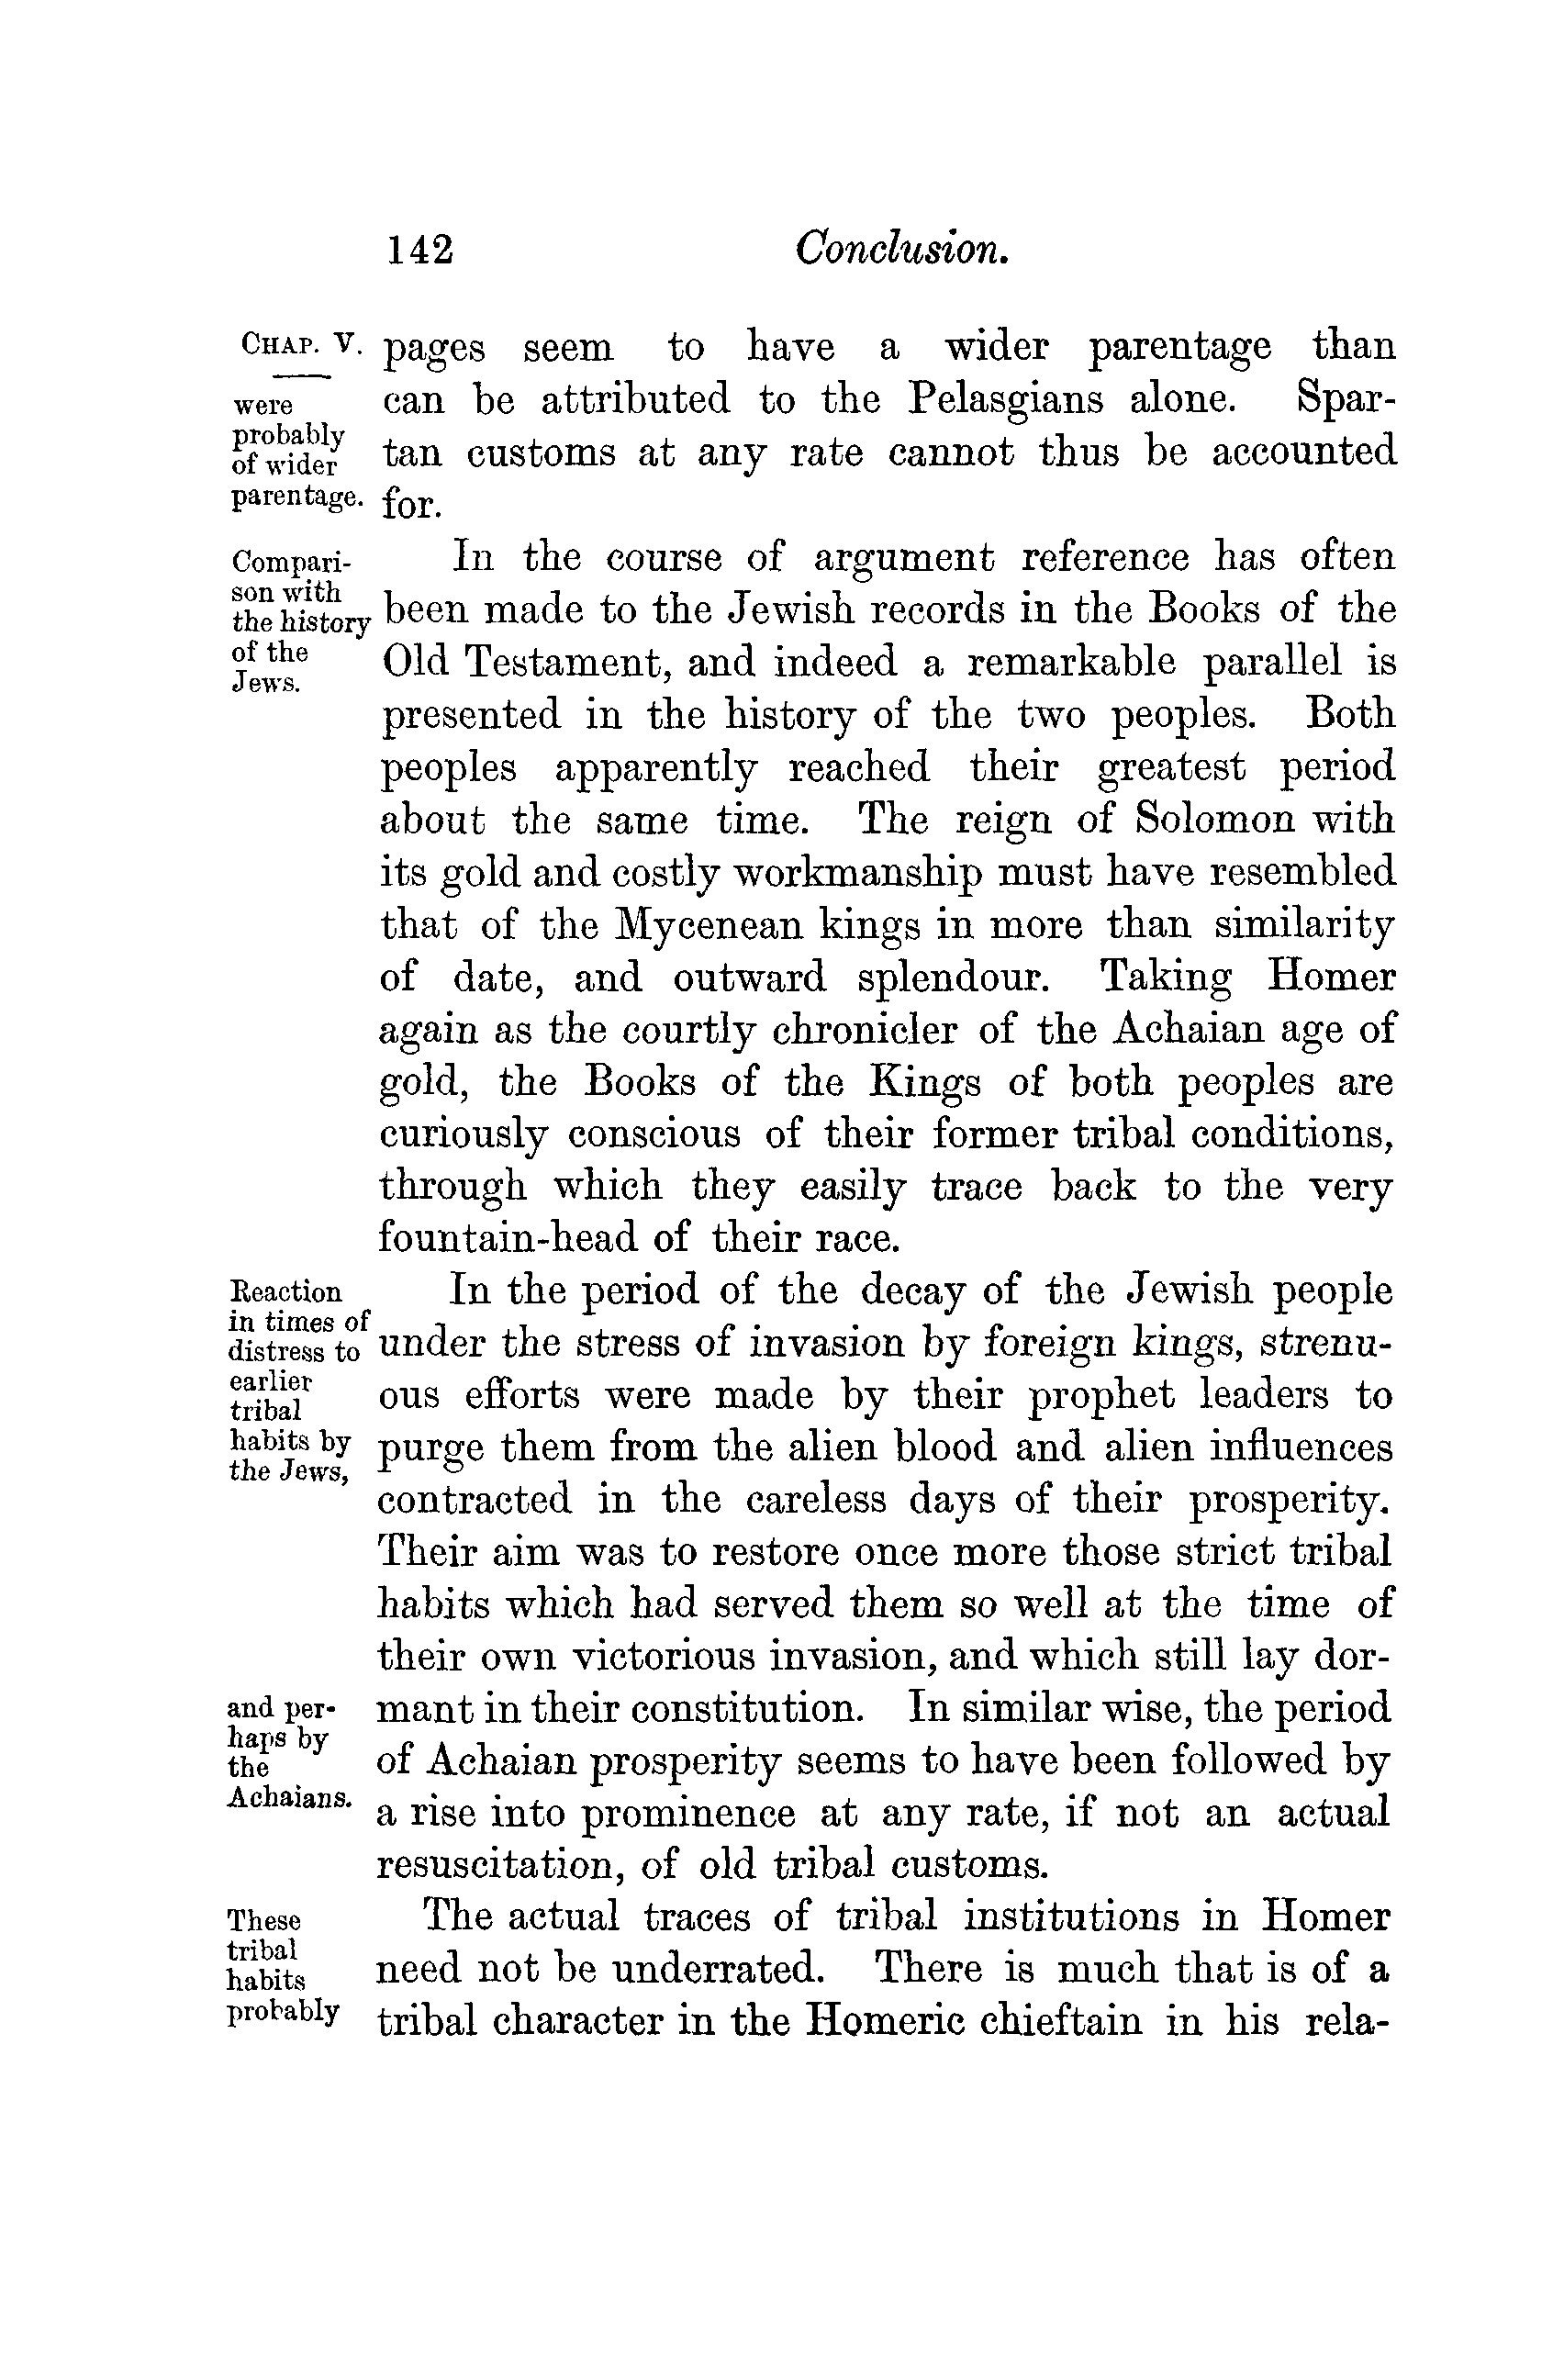 142 Conclusion.
CHAP. V.
were
probably
of wider
parentage.
pages seem to have a wider parentage than
can be attributed to the Pelasgians alone. Spar-
tan customs at any rate cannot thus be accounted
for.
Compari-
son with
the history
of the
Jews.
In the course of argument reference has often
been made to the Jewish records in the Books of the
Old Testament, and indeed a remarkable parallel is
presented in the history of the two peoples. Both
peoples apparently reached their greatest period
about the same time. The reign of Solomon with
its gold and costly workmanship must have resembled
that of the Mycenean kings in more than similarity
of date, and outward splendour. Taking Homer
again as the courtly chronicler of the Achaian age of
gold, the Books of the Kings of both peoples are
curiously conscious of their former tribal conditions,
through which they easily trace back to the very
fountain-head of their race.
Reaction
in times of
distress to
earlier
tribal
habits by
the Jews,
In the period of the decay of the Jewish people
under the stress of invasion by foreign kings, strenu-
ous efforts were made by their prophet leaders to
purge them from the alien blood and alien influences
contracted in the careless days of their prosperity.
Their aim was to restore once more those strict tribal
habits which had served them so well at the time of
their own victorious invasion, and which still lay dor-
and per-
haps by
the
Achaians.
mant in their constitution. In similar wise, the period
of Achaian prosperity seems to have been followed by
a rise into prominence at any rate, if not an actual
resuscitation, of old tribal customs.
These
tribal
habits
probably
The actual traces of tribal institutions in Homer
need not be underrated. There is much that is of a
tribal character in the Homeric chieftain in his rela-